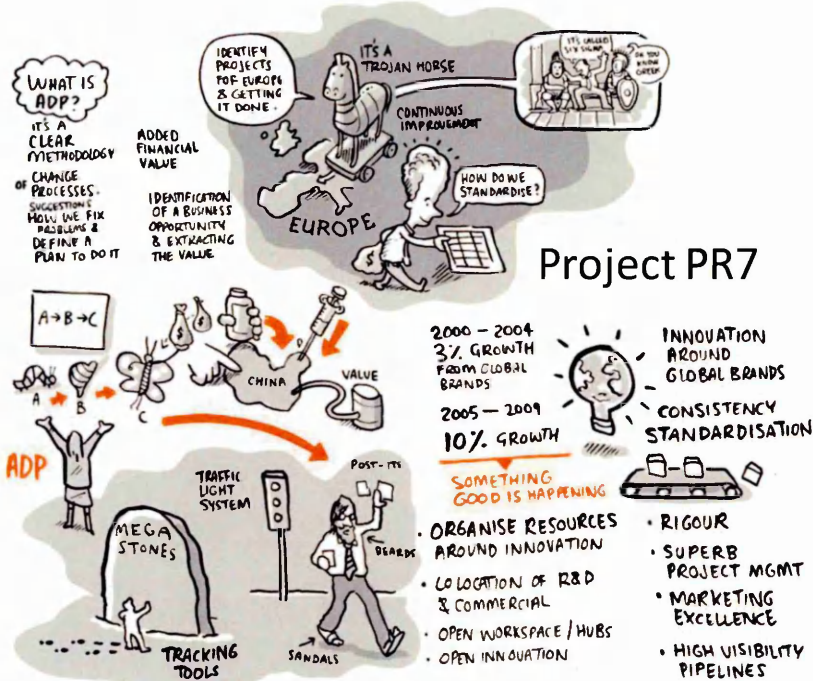 WHAT IS
ADP?
IT'S A
CLEAR
METHODOLOGY
OF CHANGE
PROCESSES.
SUGGESTIONS
HOW WE FIX
PROBLEMS &
DEFINE A
PLAN TO DO IT
ADDED
FINANCIAL
VALUE
IDENTIFICATION
OF A BUSINESS
OPPORTUNITY
& EXTRACTING
THE VALUE
IDENTIFY
PROJECTS
FOR EUROPE
& GETTING
IT DONE.
IT'S A
TROJAN HORSE
IT'S CALLED
SIX SIGMA
DO YOU
KNOW
GREEK
CONTINUOUS
IMPROVEMENT
HOW DO WE
STANDARDISE?
EUROPE
Project PR7
A→B→C
A
B
C
$
$
CHINA
VALUE
ADP
MEGA
STONES
TRACKING
TOOLS
TRAFFIC
LIGHT
SYSTEM
POST-ITS
BEARDS
SANDALS
2000 - 2004
3% GROWTH
FROM GLOBAL
BRANDS
2005 - 2009
10% GROWTH
SOMETHING
GOOD IS HAPPENING
• ORGANISE RESOURCES
AROUND INNOVATION
• COLOCATION OF R&D
& COMMERCIAL
• OPEN WORKSPACE / HUBS
• OPEN INNOVATION
INNOVATION
AROUND
GLOBAL BRANDS
CONSISTENCY
STANDARDISATION
• RIGOUR
• SUPERB
PROJECT MGMT
• MARKETING
EXCELLENCE
• HIGH VISIBILITY
PIPELINES